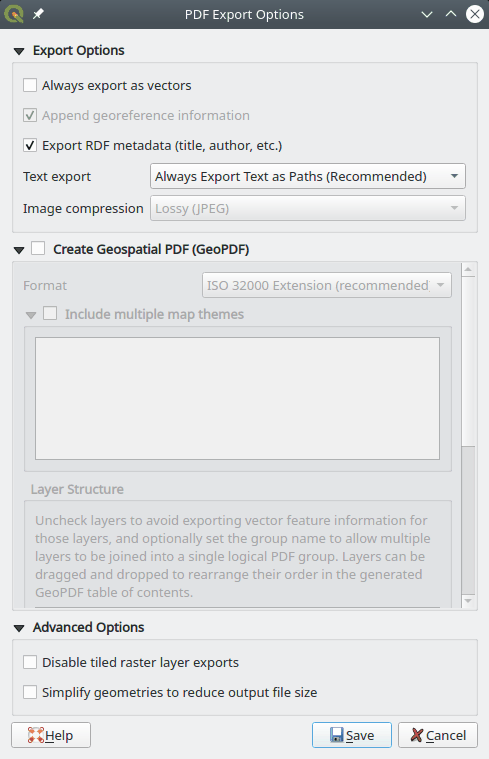 PDF Export Options
Export Options
Always export as vectors
Append georeference information
Export RDF metadata (title, author, etc.)
Text export Always Export Text as Paths (Recommended)
Image compression Lossy (JPEG)
Create Geospatial PDF (GeoPDF)
Format ISO 32000 Extension (recommended
Include multiple map themes
Layer Structure
Uncheck layers to avoid exporting vector feature information for
those layers, and optionally set the group name to allow multiple
layers to be joined into a single logical PDF group. Layers can be
dragged and dropped to rearrange their order in the generated
GeoPDF table of contents.
Advanced Options
Disable tiled raster layer exports
Simplify geometries to reduce output file size
Help Save Cancel